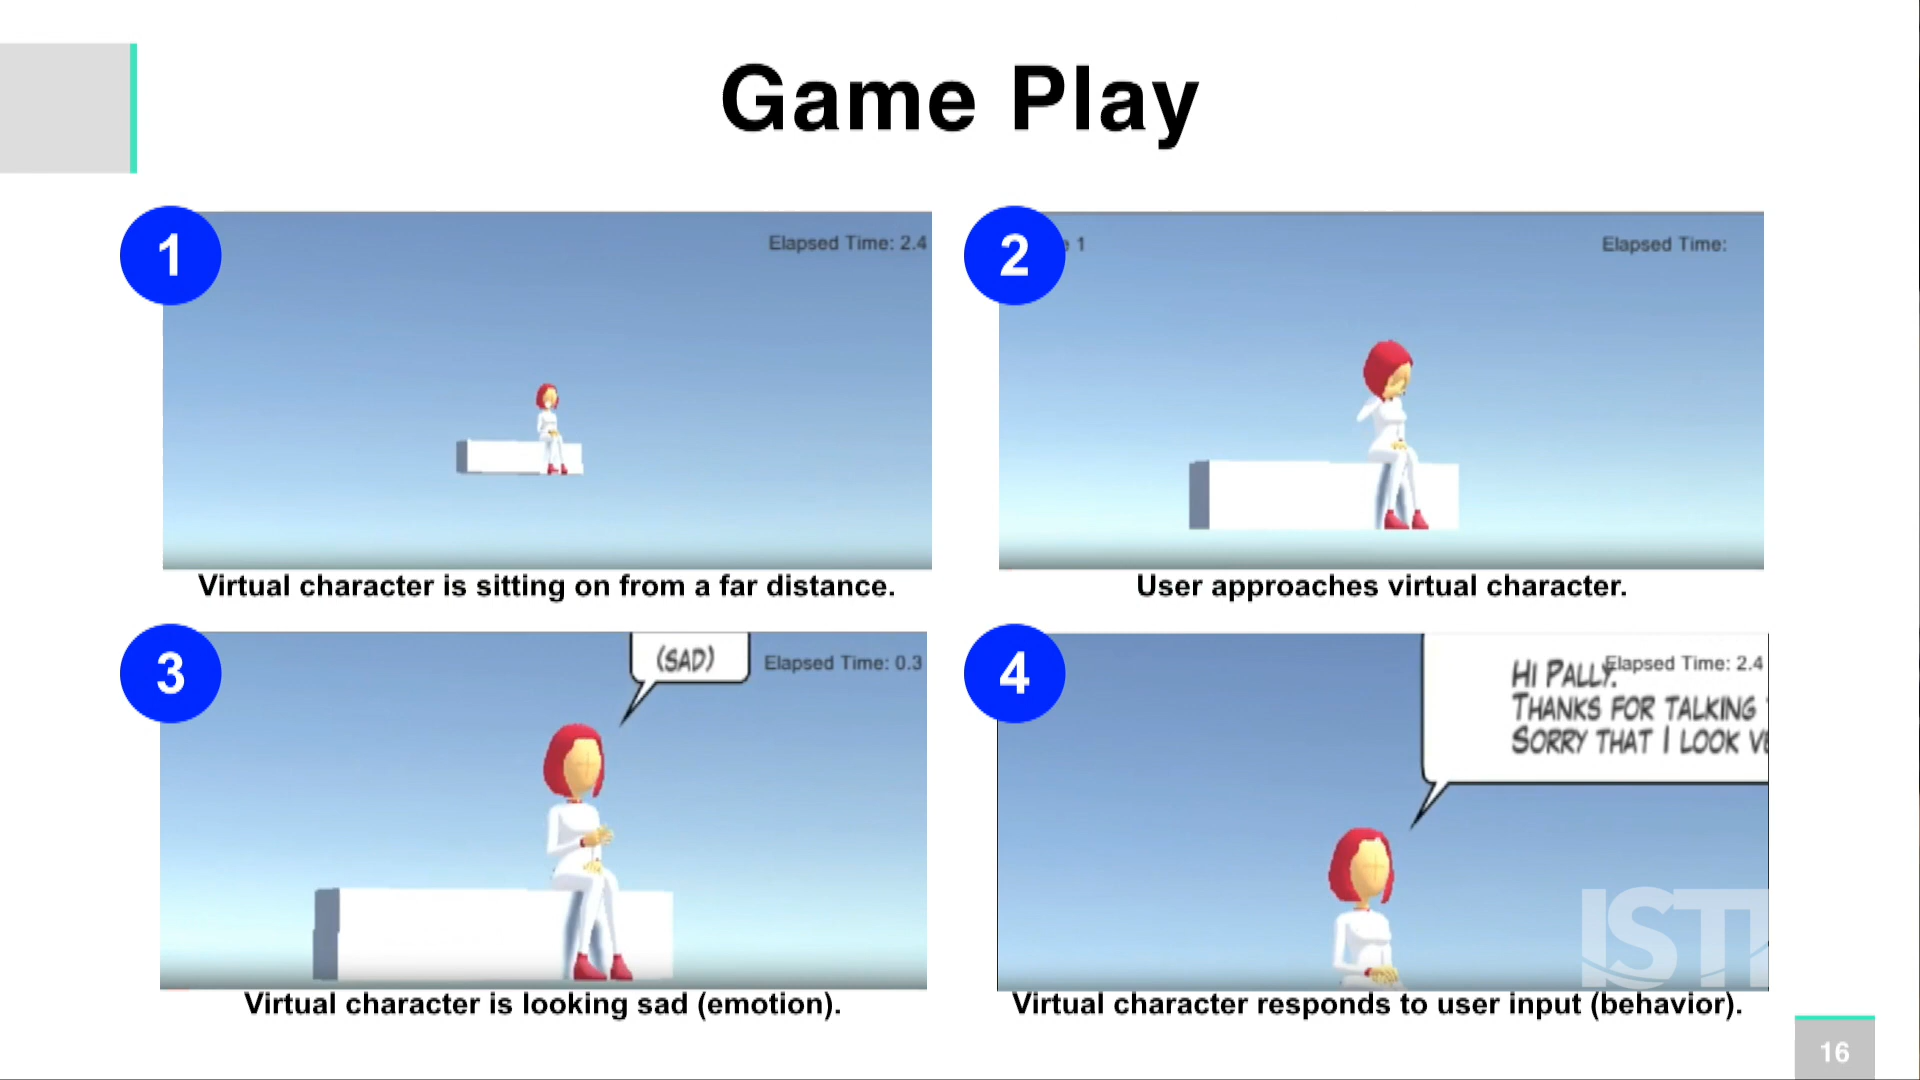 Game Play
1
Elapsed Time: 2.4
2
1
Elapsed Time:
Virtual character is sitting on from a far distance.
User approaches virtual character.
3
(SAD)
Elapsed Time: 0.3
4
Elapsed Time: 2.4
HI PALLY.
THANKS FOR TALKING
SORRY THAT I LOOK
Virtual character is looking sad (emotion).
Virtual character responds to user input (behavior).
16